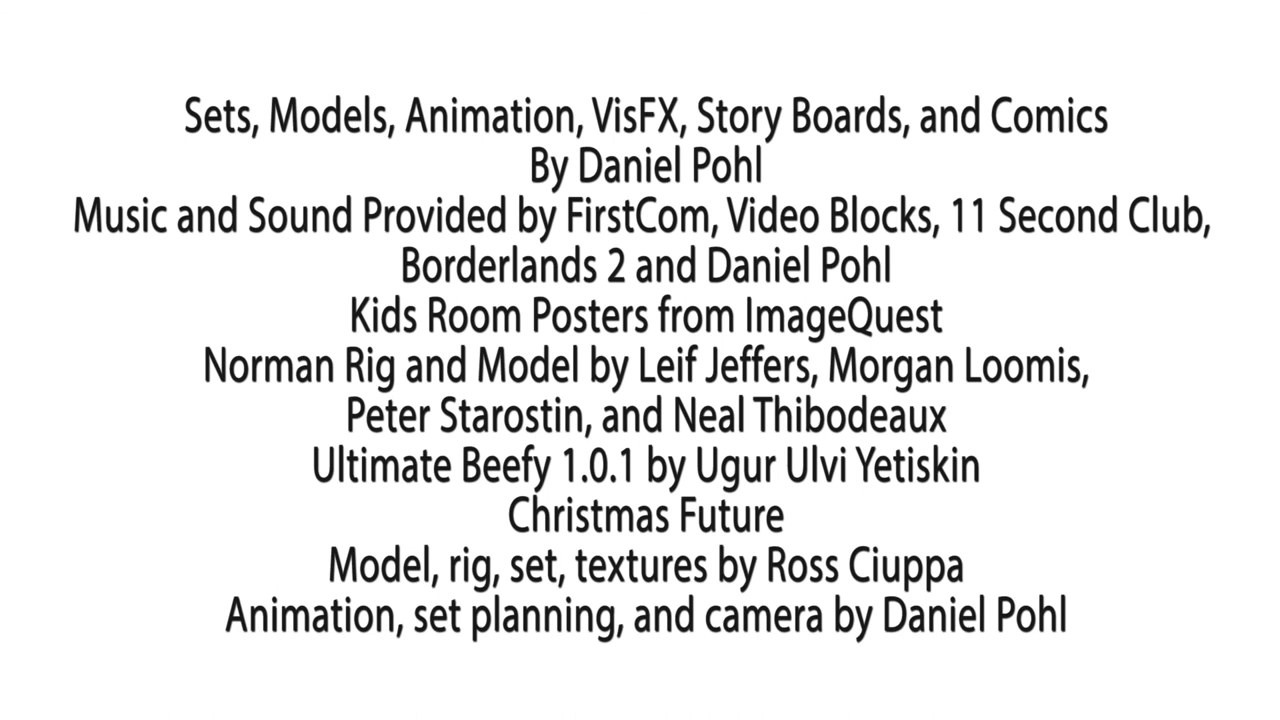 Sets, Models, Animation, VisFX, Story Boards, and Comics
By Daniel Pohl
Music and Sound Provided by FirstCom, Video Blocks, 11 Second Club,
Borderlands 2 and Daniel Pohl
Kids Room Posters from ImageQuest
Norman Rig and Model by Leif Jeffers, Morgan Loomis,
Peter Starostin, and Neal Thibodeaux
Ultimate Beefy 1.0.1 by Ugur Ulvi Yetiskin
Christmas Future
Model, rig, set, textures by Ross Ciuppa
Animation, set planning, and camera by Daniel Pohl